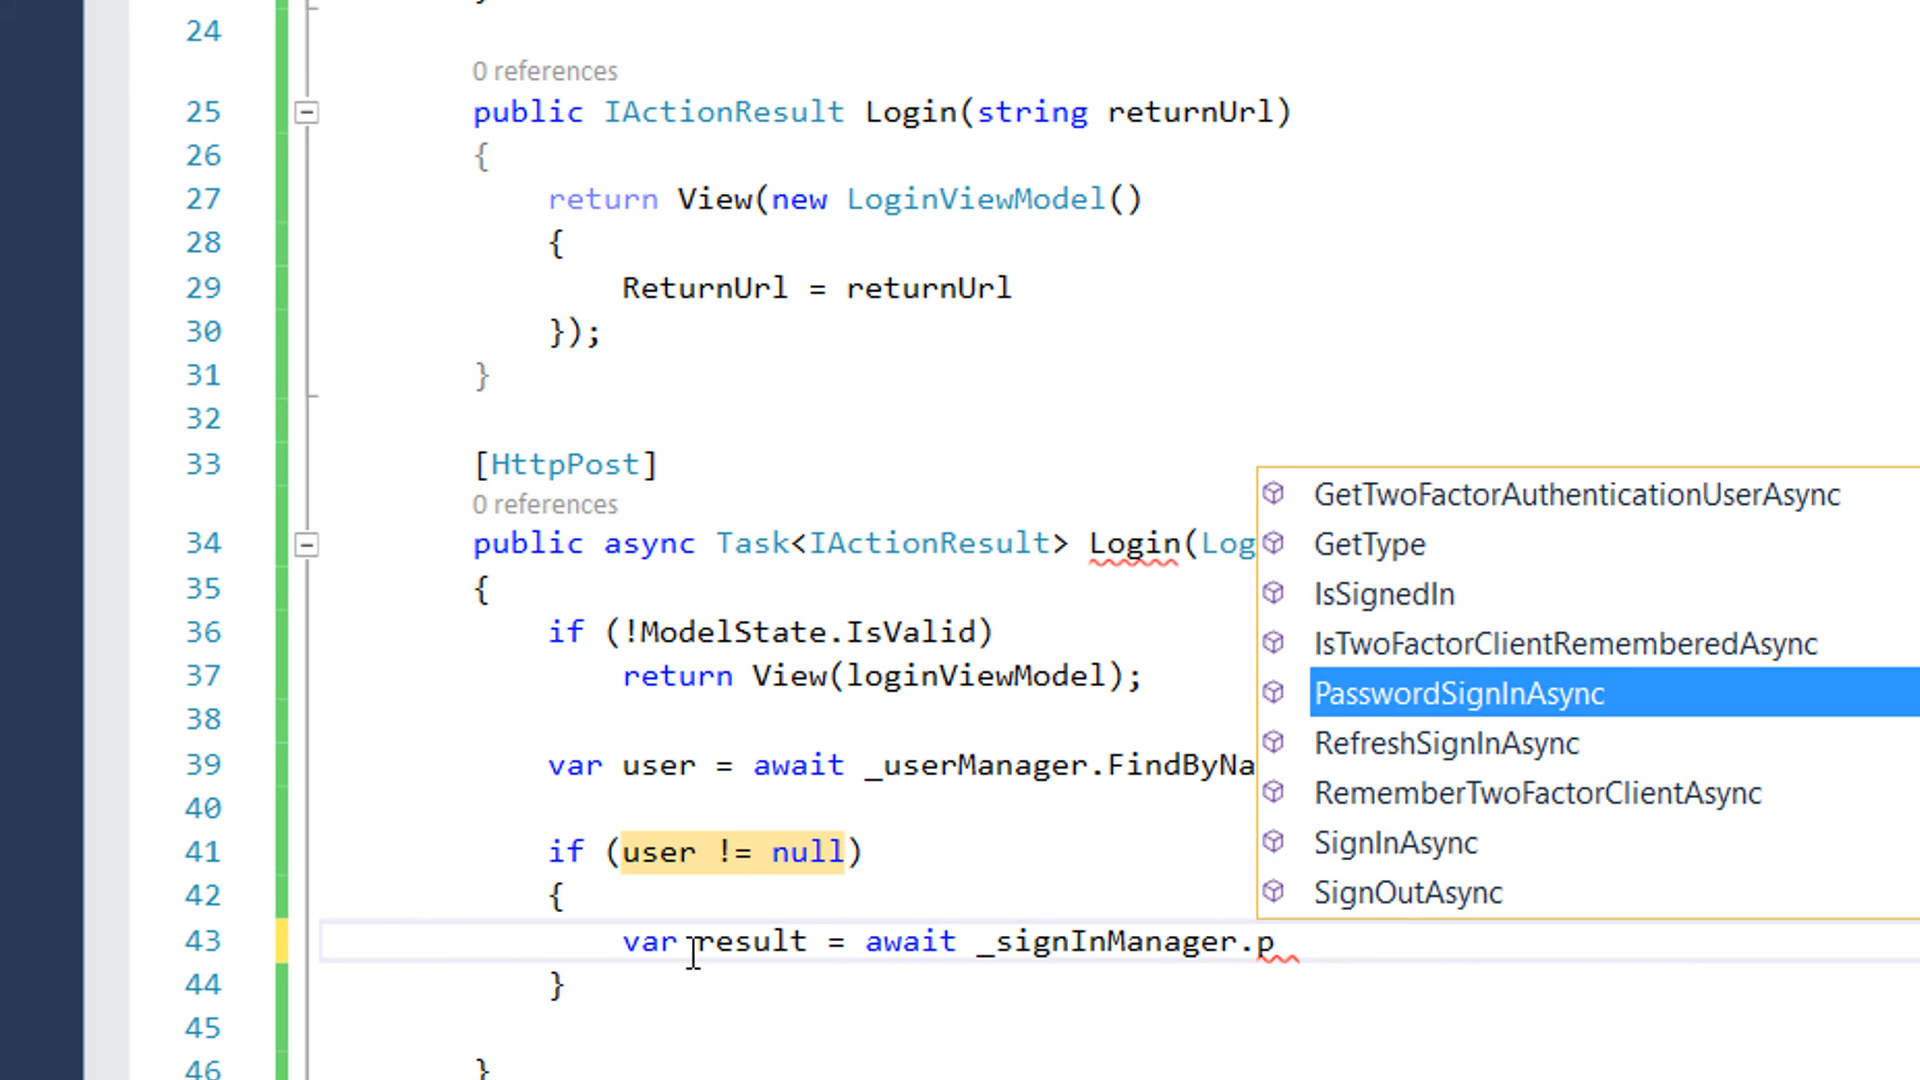 24
0 references
25 public IActionResult Login(string returnUrl)
26 {
27 return View(new LoginViewModel()
28 {
29 ReturnUrl = returnUrl
30 });
31 }
32
33 [HttpPost]
0 references
34 public async Task<IActionResult> Login(Log
35 {
36 if (!ModelState.IsValid)
37 return View(loginViewModel);
38
39 var user = await _userManager.FindByNa
40
41 if (user != null)
42 {
43 var result = await _signInManager.p
44 }
45
46 }
GetTwoFactorAuthenticationUserAsync
GetType
IsSignedIn
IsTwoFactorClientRememberedAsync
PasswordSignInAsync
RefreshSignInAsync
RememberTwoFactorClientAsync
SignInAsync
SignOutAsync